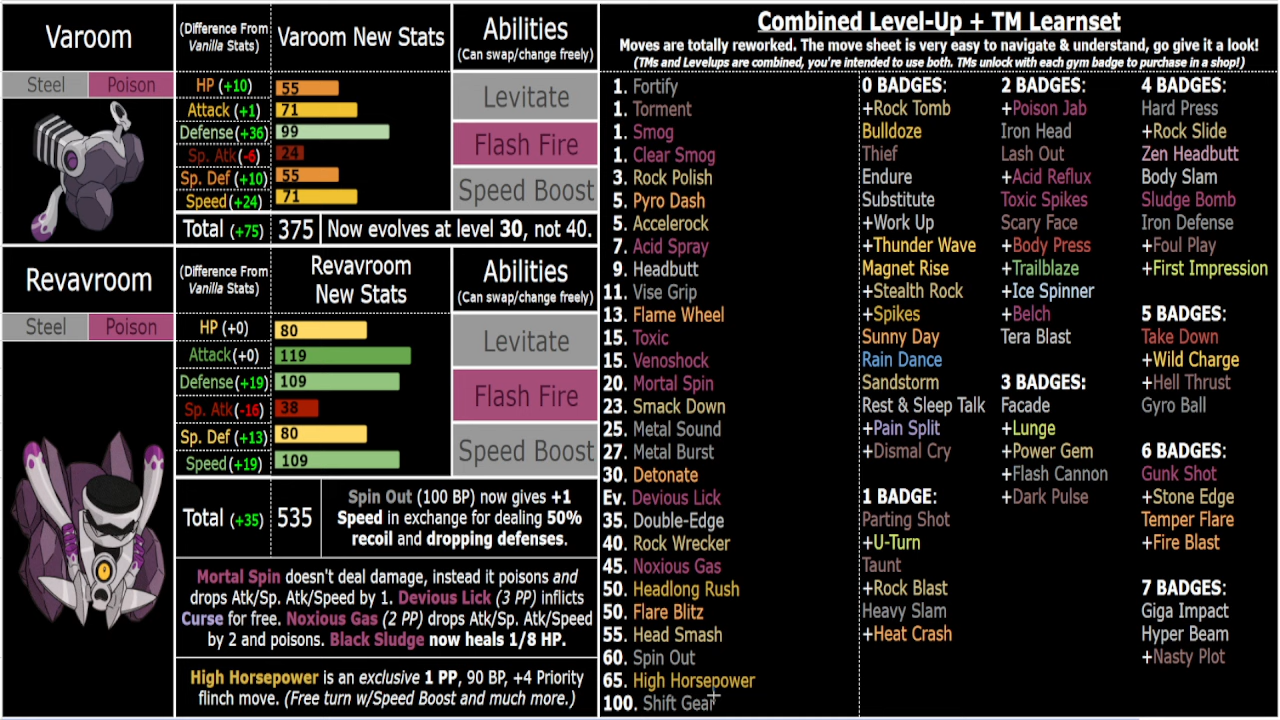 Varoom
Steel Poison
(Difference From
Vanilla Stats)
Varoom New Stats
Abilities
(Can swap/change freely)
HP (+10) 55
Attack (+1) 71
Defense (+36) 99
Sp. Atk (-6) 24
Sp. Def (+10) 55
Speed (+24) 71
Levitate
Flash Fire
Speed Boost
Total (+75) 375 Now evolves at level 30, not 40.
Revavroom
Steel Poison
(Difference From
Vanilla Stats)
Revavroom
New Stats
Abilities
(Can swap/change freely)
HP (+0) 80
Attack (+0) 119
Defense (+19) 109
Sp. Atk (-16) 38
Sp. Def (+13) 80
Speed (+19) 109
Levitate
Flash Fire
Speed Boost
Total (+35) 535
Spin Out (100 BP) now gives +1
Speed in exchange for dealing 50%
recoil and dropping defenses.
Mortal Spin doesn't deal damage, instead it poisons and
drops Atk/Sp. Atk/Speed by 1. Devious Lick (3 PP) inflicts
Curse for free. Noxious Gas (2 PP) drops Atk/Sp. Atk/Speed
by 2 and poisons. Black Sludge now heals 1/8 HP.
High Horsepower is an exclusive 1 PP, 90 BP, +4 Priority
flinch move. (Free turn w/Speed Boost and much more.)
Combined Level-Up + TM Learnset
Moves are totally reworked. The move sheet is very easy to navigate & understand, go give it a look!
(TMs and Levelups are combined, you're intended to use both. TMs unlock with each gym badge to purchase in a shop!)
1. Fortify
1. Torment
1. Smog
1. Clear Smog
3. Rock Polish
5. Pyro Dash
5. Accelerock
7. Acid Spray
9. Headbutt
11. Vise Grip
13. Flame Wheel
15. Toxic
15. Venoshock
20. Mortal Spin
23. Smack Down
25. Metal Sound
27. Metal Burst
30. Detonate
Ev. Devious Lick
35. Double-Edge
40. Rock Wrecker
45. Noxious Gas
50. Headlong Rush
50. Flare Blitz
55. Head Smash
60. Spin Out
65. High Horsepower
100. Shift Gear
0 BADGES:
+Rock Tomb
Bulldoze
Thief
Endure
Substitute
+Work Up
+Thunder Wave
Magnet Rise
+Stealth Rock
+Spikes
Sunny Day
Rain Dance
Sandstorm
Rest & Sleep Talk
+Pain Split
+Dismal Cry
1 BADGE:
Parting Shot
+U-Turn
Taunt
+Rock Blast
Heavy Slam
+Heat Crash
2 BADGES:
+Poison Jab
Iron Head
Lash Out
+Acid Reflux
Toxic Spikes
Scary Face
+Body Press
+Trailblaze
+Ice Spinner
+Belch
Tera Blast
3 BADGES:
Facade
+Lunge
+Power Gem
+Flash Cannon
+Dark Pulse
4 BADGES:
Hard Press
+Rock Slide
Zen Headbutt
Body Slam
Sludge Bomb
Iron Defense
+Foul Play
+First Impression
5 BADGES:
Take Down
+Wild Charge
+Hell Thrust
Gyro Ball
6 BADGES:
Gunk Shot
+Stone Edge
Temper Flare
+Fire Blast
7 BADGES:
Giga Impact
Hyper Beam
+Nasty Plot